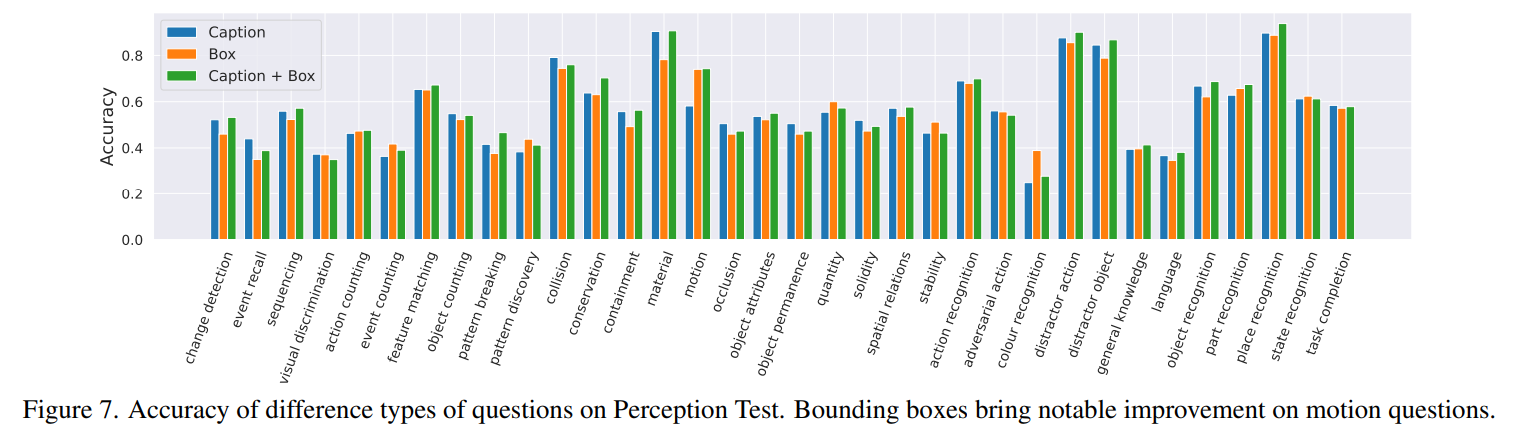 Caption
Box
Caption + Box
Accuracy
0.8
0.6
0.4
0.2
0.0
change detection
event recall
sequencing
visual discrimination
action counting
event counting
feature matching
object counting
pattern breaking
pattern discovery
collision
conservation
containment
material
motion
occlusion
object attributes
object permanence
quantity
solidity
spatial relations
stability
action recognition
adversarial action
colour recognition
distractor action
distractor object
general knowledge
language
object recognition
part recognition
place recognition
state recognition
task completion
Figure 7. Accuracy of difference types of questions on Perception Test. Bounding boxes bring notable improvement on motion questions.